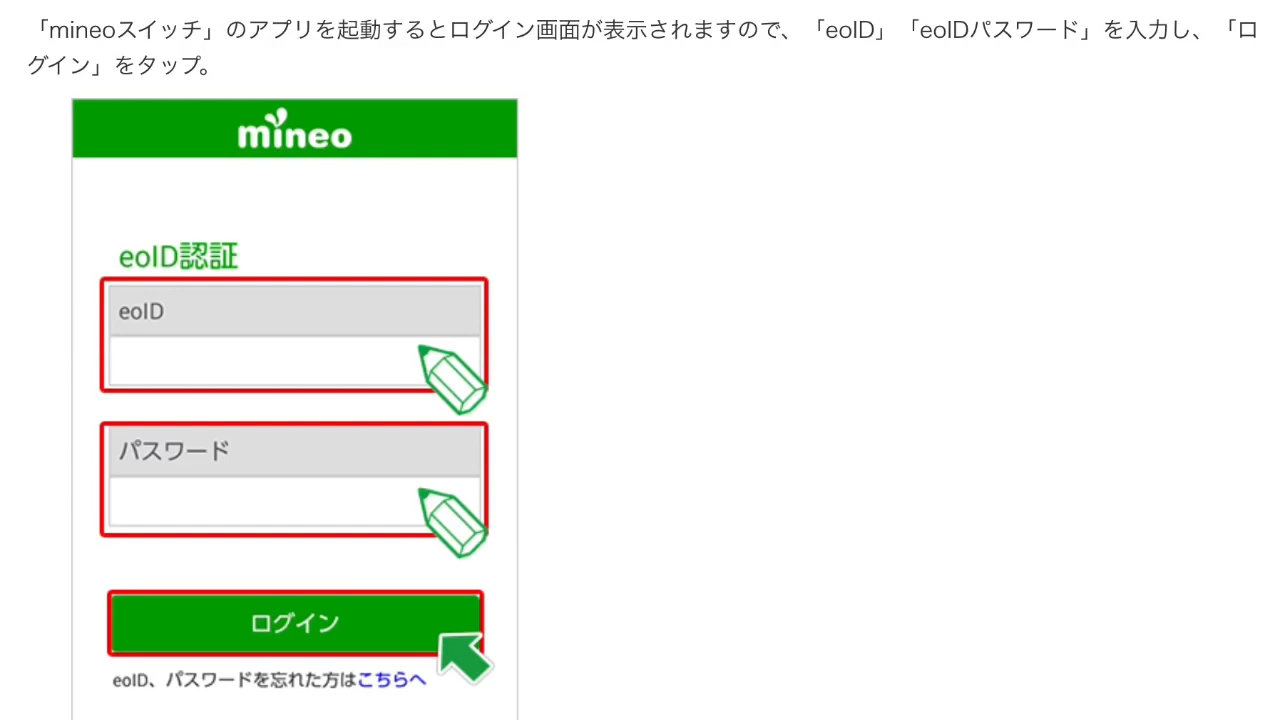 「mineoスイッチ」のアプリを起動するとログイン画面が表示されますので、「eoID」「eoIDパスワード」を入力し、「ロ
グイン」をタップ。
mineo
eoID認証
eoID
パスワード
ログイン
eoID、パスワードを忘れた方はこちらへ